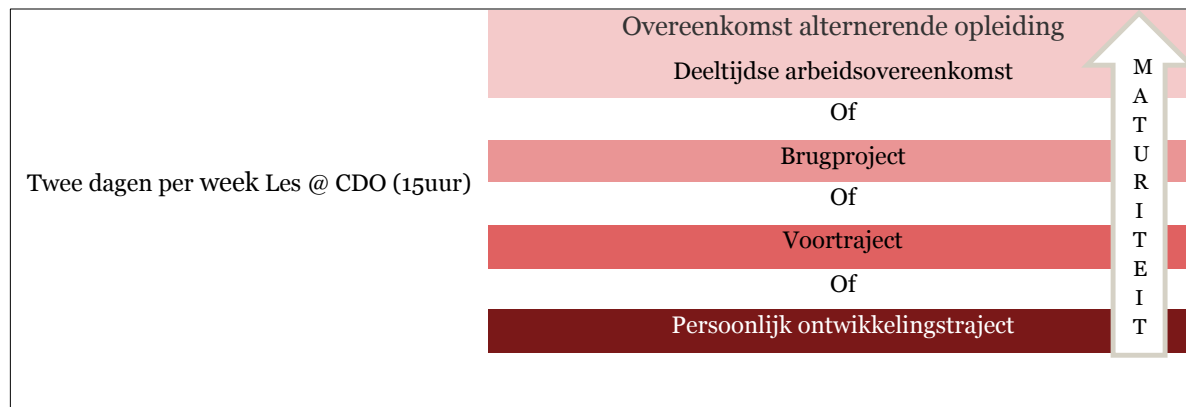 Overeenkomst alternerende opleiding
Deeltijdse arbeidsovereenkomst
Of
Brugproject
Of
Twee dagen per week Les @ CDO (15uur)
Voortraject
Of
Persoonlijk ontwikkelingstraject
M
A
T
U
R
I
T
E
I
T